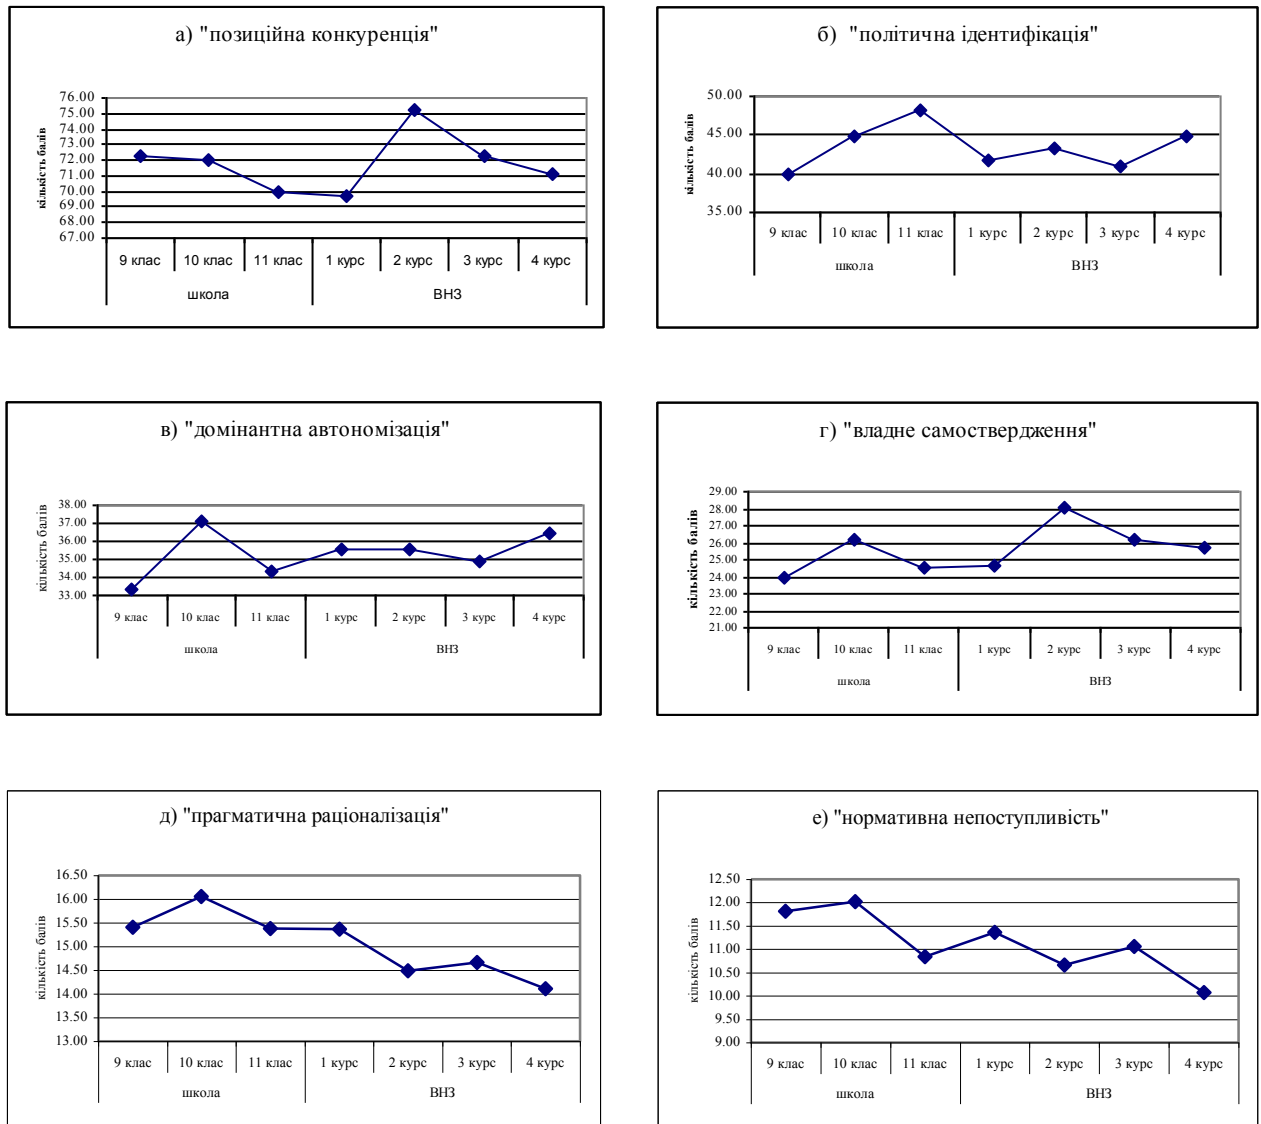 а) "позиційна конкуренція"
кількість балів
76.00
75.00
74.00
73.00
72.00
71.00
70.00
69.00
68.00
67.00
9 клас 10 клас 11 клас 1 курс 2 курс 3 курс 4 курс
школа ВНЗ
б) "політична ідентифікація"
кількість балів
50.00
45.00
40.00
35.00
9 клас 10 клас 11 клас 1 курс 2 курс 3 курс 4 курс
школа ВНЗ
в) "домінантна автономізація"
кількість балів
38.00
37.00
36.00
35.00
34.00
33.00
9 клас 10 клас 11 клас 1 курс 2 курс 3 курс 4 курс
школа ВНЗ
г) "владне самоствердження"
кількість балів
29.00
28.00
27.00
26.00
25.00
24.00
23.00
22.00
21.00
9 клас 10 клас 11 клас 1 курс 2 курс 3 курс 4 курс
школа ВНЗ
д) "прагматична раціоналізація"
кількість балів
16.50
16.00
15.50
15.00
14.50
14.00
13.50
13.00
9 клас 10 клас 11 клас 1 курс 2 курс 3 курс 4 курс
школа ВНЗ
е) "нормативна непоступливість"
кількість балів
12.50
12.00
11.50
11.00
10.50
10.00
9.50
9.00
9 клас 10 клас 11 клас 1 курс 2 курс 3 курс 4 курс
школа ВНЗ